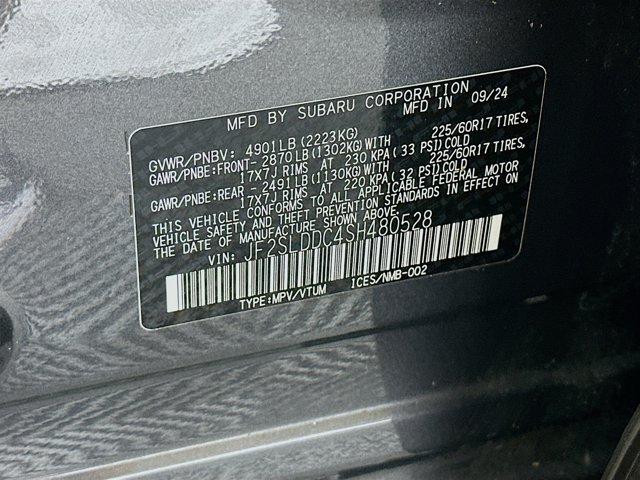 MFD BY SUBARU CORPORATION
MFD IN 09/24
GVWR/PNBV: 4901LB(2223KG)
GAWR/PNBE:FRONT- 2870LB(1302KG)WITH 225/60R17 TIRES,
17X7J RIMS AT 230 KPA( 33 PSI)COLD
GAWR/PNBE:REAR - 2491LB(1130KG)WITH 225/60R17 TIRES,
17X7J RIMS AT 220 KPA( 32 PSI)COLD
THIS VEHICLE CONFORMS TO ALL APPLICABLE FEDERAL MOTOR
VEHICLE SAFETY AND THEFT PREVENTION STANDARDS IN EFFECT ON
THE DATE OF MANUFACTURE SHOWN ABOVE.
VIN: JF2SLDDC4SH480528
TYPE:MPV/VTUM ICES/NMB-002